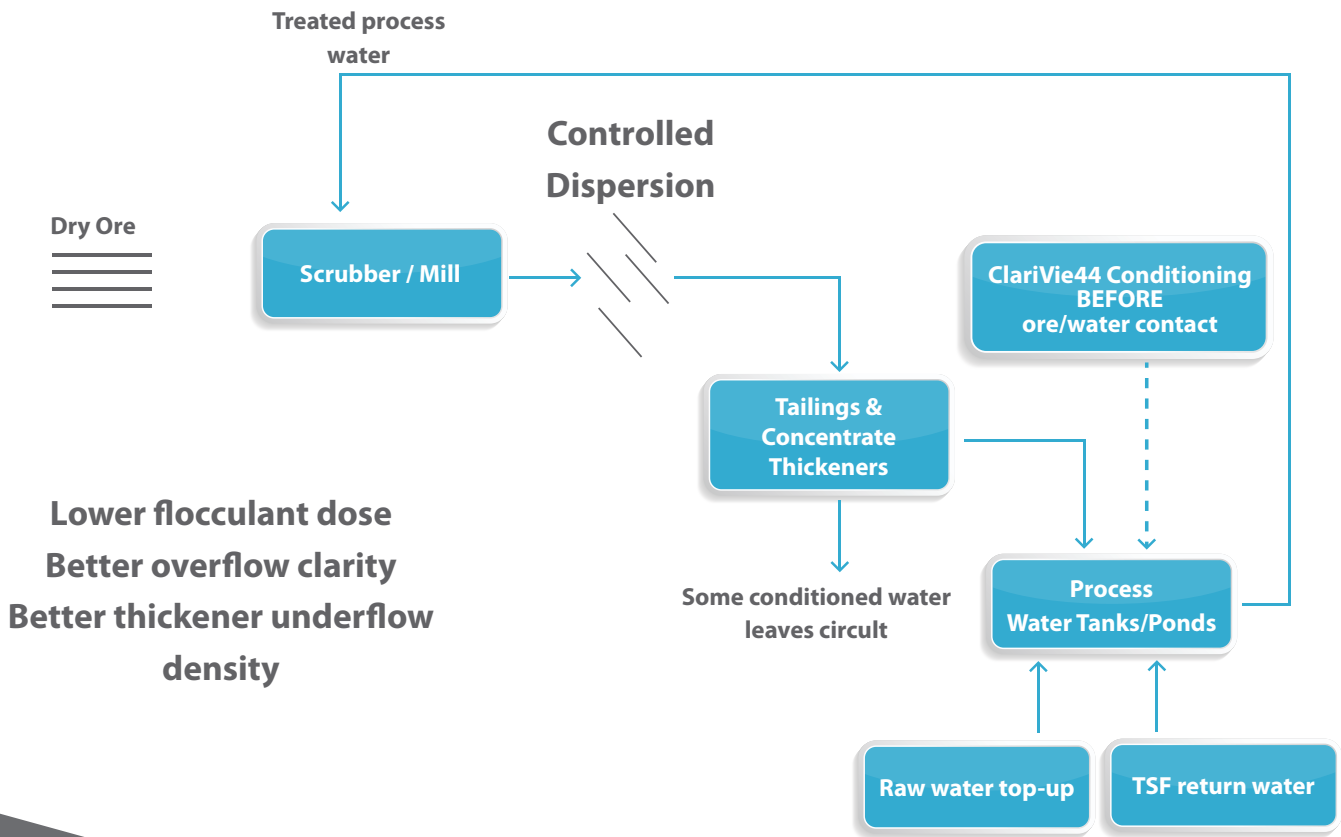 Treated process
water
Controlled
Dispersion
Dry Ore
Scrubber / Mill
ClariVie44 Conditioning
BEFORE
ore/water contact
Tailings &
Concentrate
Thickeners
Lower flocculant dose
Better overflow clarity
Better thickener underflow
density
Some conditioned water
leaves circult
Process
Water Tanks/Ponds
Raw water top-up
TSF return water